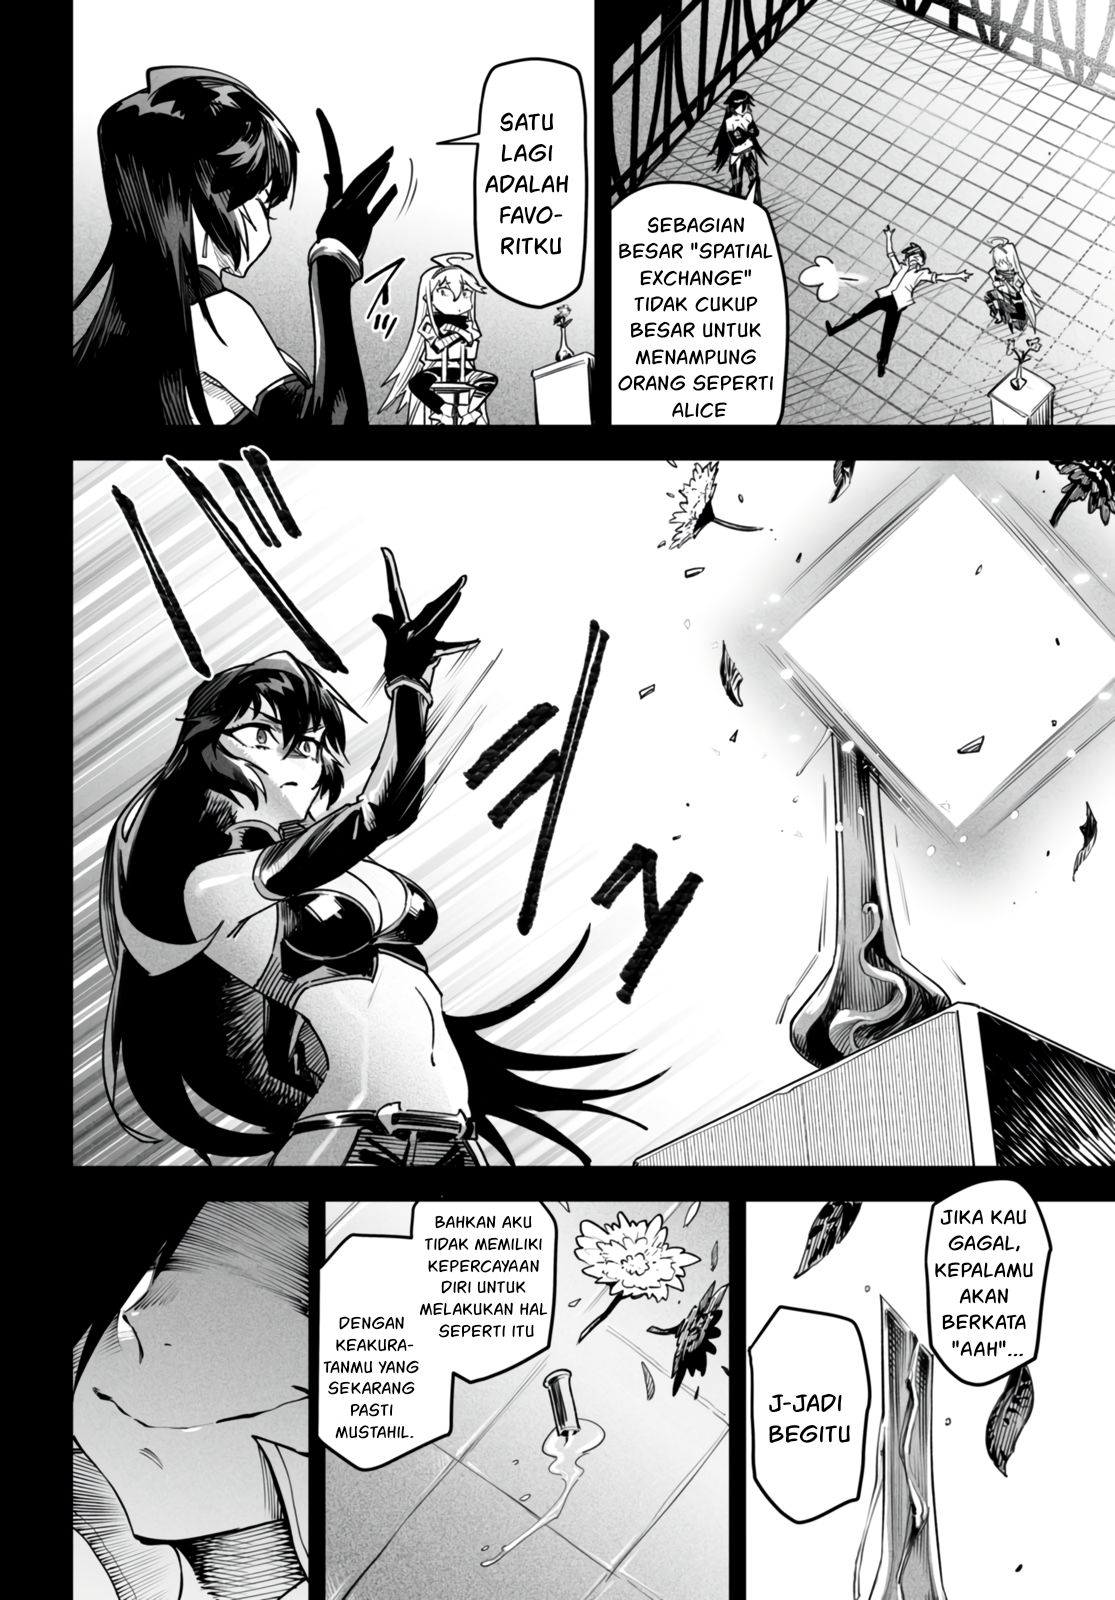 SEBAGIAN
BESAR "SPATIAL
EXCHANGE"
TIDAK CUKUP
BESAR UNTUK
MENAMPUNG
ORANG SEPERTI
ALICE
SATU
LAGI
ADALAH
FAVO-
RITKU
JIKA KAU
GAGAL,
KEPALAMU
AKAN
BERKATA
"AAH"...
J-JADI
BEGITU
BAHKAN AKU
TIDAK MEMILIKI
KEPERCAYAAN
DIRI UNTUK
MELAKUKAN HAL
SEPERTI ITU
DENGAN
KEAKURA-
TANMU YANG
SEKARANG
PASTI
MUSTAHIL.